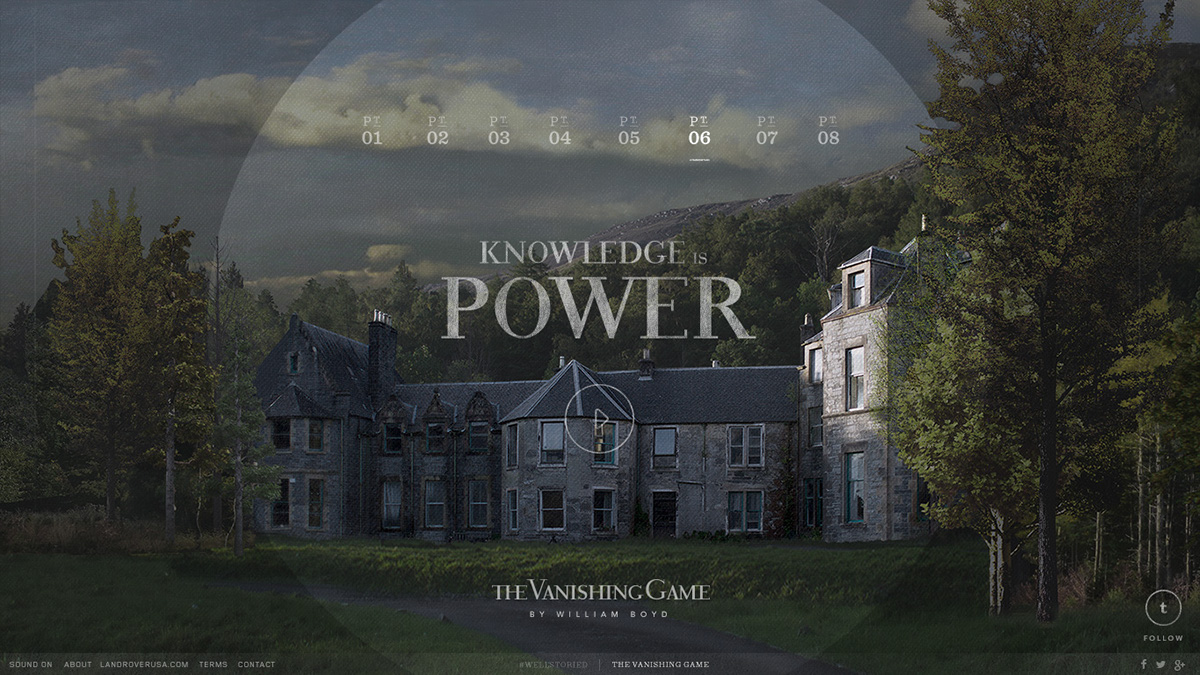 PT. PT. PT. PT. PT. PT. PT. PT.
01 02 03 04 05 06 07 08
KNOWLEDGE IS
POWER
THE VANISHING GAME
BY WILLIAM BOYD
t
FOLLOW
SOUND ON ABOUT LANDROVERUSA.COM TERMS CONTACT #WELLSTORIED | THE VANISHING GAME f g+